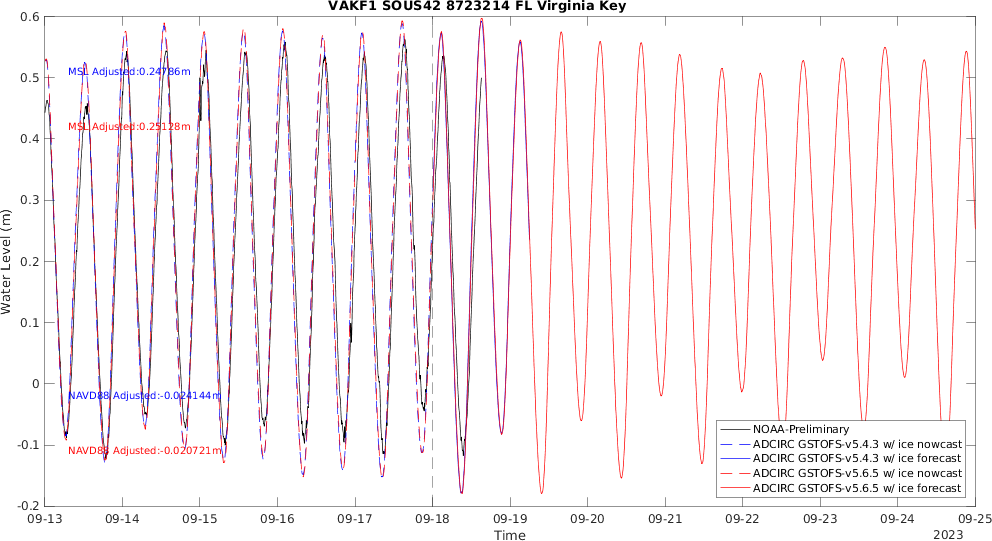 VAKF1 SOUS42 8723214 FL Virginia Key
0.6
0.5
0.4
0.3
0.2
0.1
0
-0.1
-0.2
Water Level (m)
MSL Adjusted:0.24786m
MSL Adjusted:0.25128m
NAVD88 Adjusted:-0.024144m
NAVD88 Adjusted:-0.020721m
NOAA-Preliminary
ADCIRC GSTOFS-v5.4.3 w/ ice nowcast
ADCIRC GSTOFS-v5.4.3 w/ ice forecast
ADCIRC GSTOFS-v5.6.5 w/ ice nowcast
ADCIRC GSTOFS-v5.6.5 w/ ice forecast
09-13 09-14 09-15 09-16 09-17 09-18 09-19 09-20 09-21 09-22 09-23 09-24 09-25
Time
2023